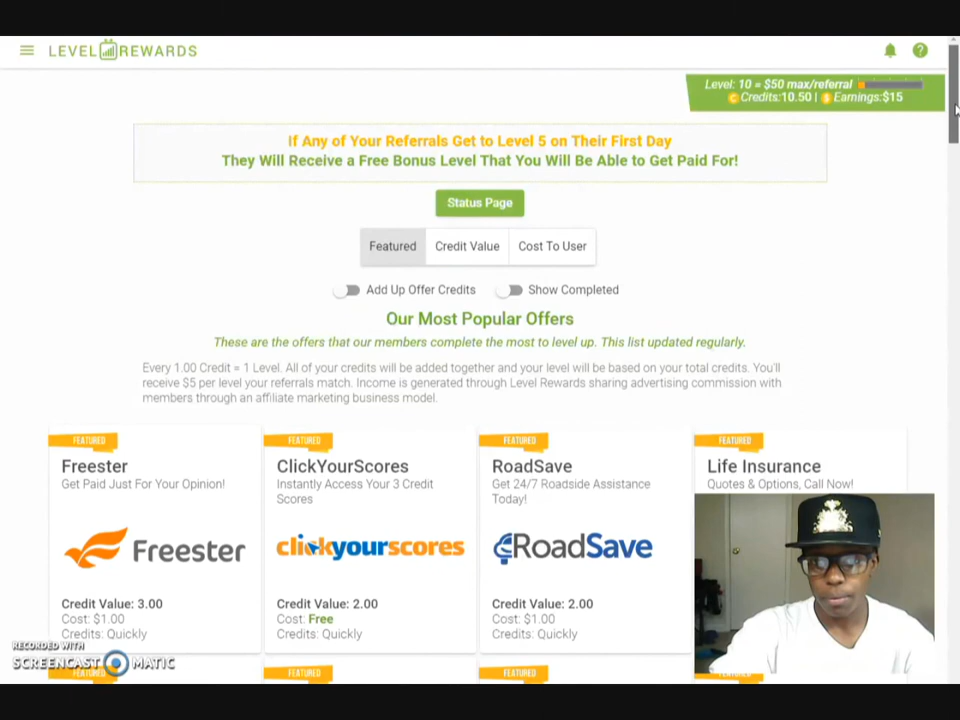 LEVEL REWARDS
Level: 10 = $50 max/referral
Credits:10.50 | Earnings:$15
If Any of Your Referrals Get to Level 5 on Their First Day
They Will Receive a Free Bonus Level That You Will Be Able to Get Paid For!
Status Page
Featured Credit Value Cost To User
Add Up Offer Credits Show Completed
Our Most Popular Offers
These are the offers that our members complete the most to level up. This list updated regularly.
Every 1.00 Credit = 1 Level. All of your credits will be added together and your level will be based on your total credits. You'll
receive $5 per level your referrals match. Income is generated through Level Rewards sharing advertising commission with
members through an affiliate marketing business model.
FEATURED
Freester
Get Paid Just For Your Opinion!
Freester
Credit Value: 3.00
Cost: $1.00
Credits: Quickly
FEATURED
ClickYourScores
Instantly Access Your 3 Credit
Scores
clickyourscores
Credit Value: 2.00
Cost: Free
Credits: Quickly
FEATURED
RoadSave
Get 24/7 Roadside Assistance
Today!
RoadSave
Credit Value: 2.00
Cost: $1.00
Credits: Quickly
FEATURED
Life Insurance
Quotes & Options, Call Now!
RECORDED WITH
SCREENCAST MATIC
FEATURED
FEATURED
FEATURED
FEATURED